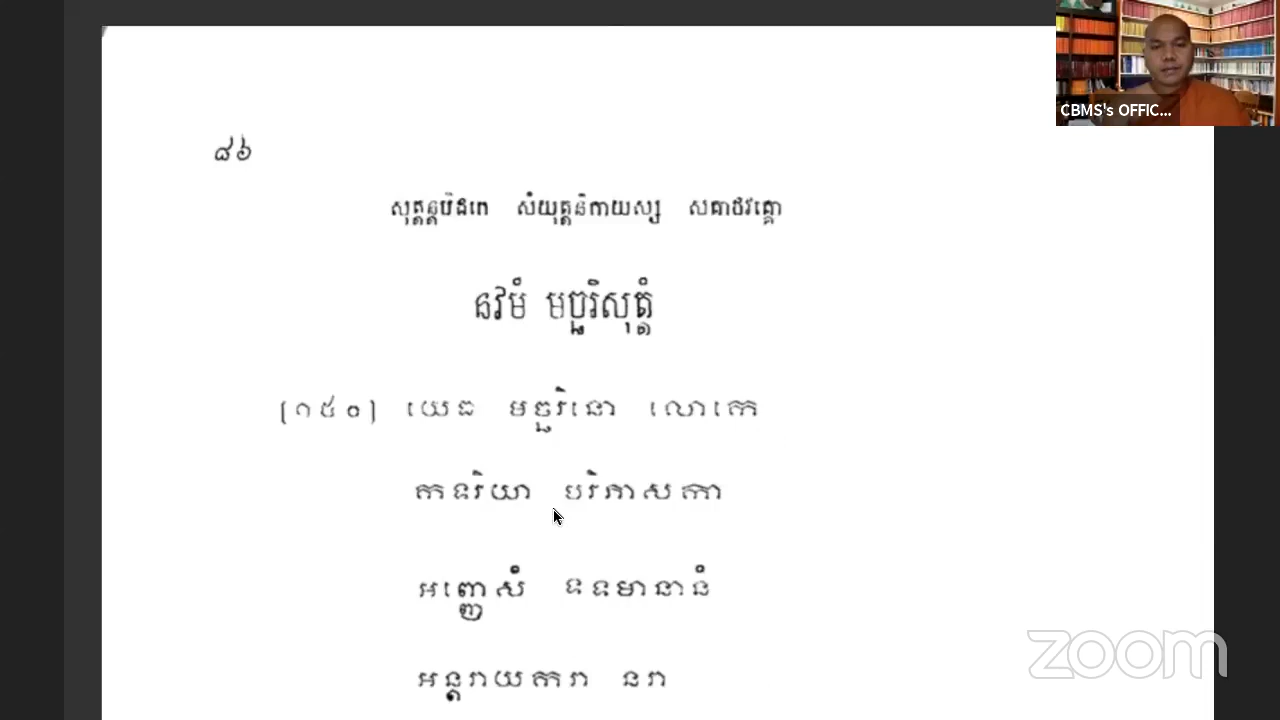 CBMS's OFFIC...
៨៦
សុត្តន្តបិដកេ សំយុត្តនិកាយស្ស សគាថវគ្គោ
នវមំ មច្ឆរិសុត្តំ
[១៥០] យេធ មច្ឆរិនោ លោកេ
កទរិយា បរិភាសកា
អញ្ញេសំ ទទមានានំ
អន្តរាយករា នរា
zoom